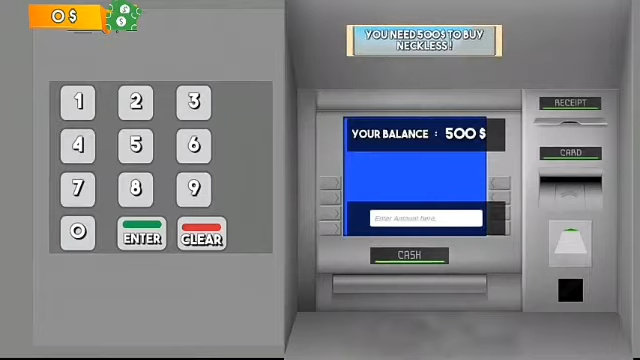 0 $
YOU NEED 500$ TO BUY
NECKLESS !
1 2 3
4 5 6
7 8 9
0 ENTER CLEAR
YOUR BALANCE : 500 $
Enter Amount here.
CASH
RECEIPT
CARD